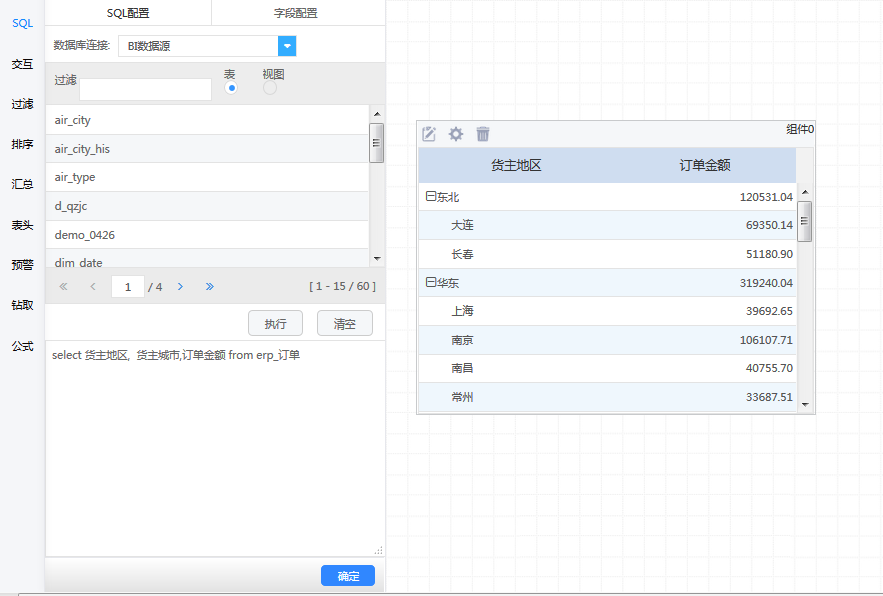 SQL
交互
过滤
排序
汇总
表头
预警
钻取
公式
SQL配置 字段配置
数据库连接: BI数据源
过滤 表 视图
air_city
air_city_his
air_type
d_qzjc
demo_0426
dim_date
1 / 4 [ 1 - 15 / 60 ]
执行 清空
select 货主地区, 货主城市,订单金额 from erp_订单
确定
组件0
货主地区 订单金额
东北 120531.04
大连 69350.14
长春 51180.90
华东 319240.04
上海 39692.65
南京 106107.71
南昌 40755.70
常州 33687.51